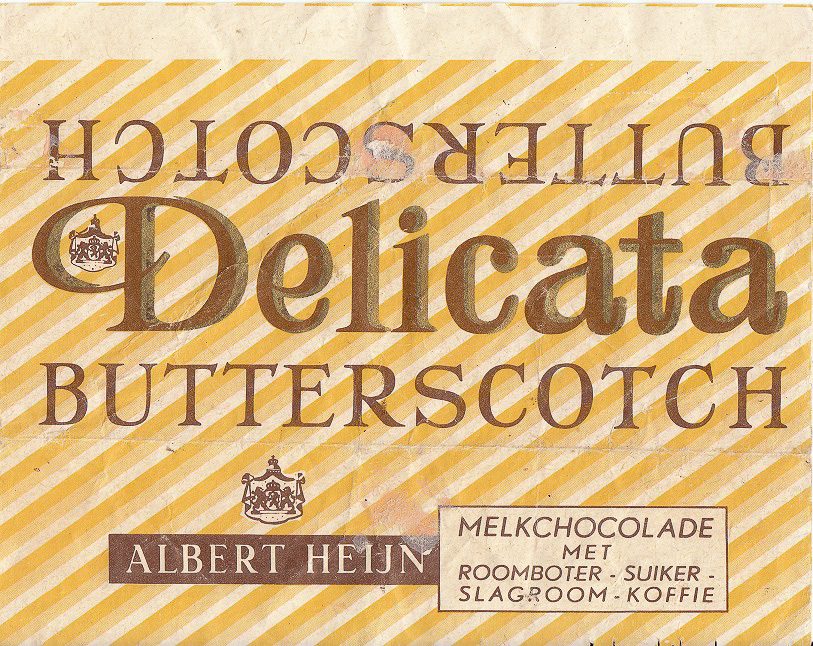 BUTTERSCOTCH
Delicata
BUTTERSCOTCH
ALBERT HEIJN
MELKCHOCOLADE
MET
ROOMBOTER - SUIKER -
SLAGROOM - KOFFIE